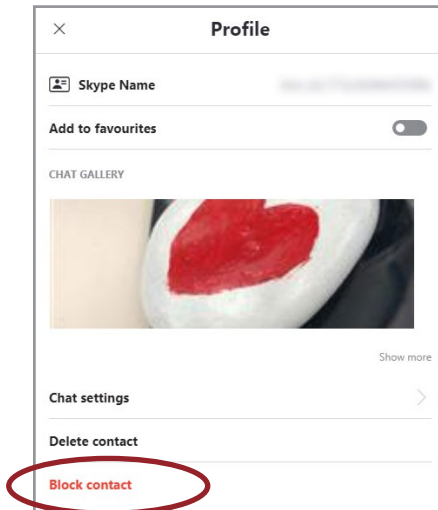 Profile
Skype Name
Add to favourites
CHAT GALLERY
Show more
Chat settings
Delete contact
Block contact